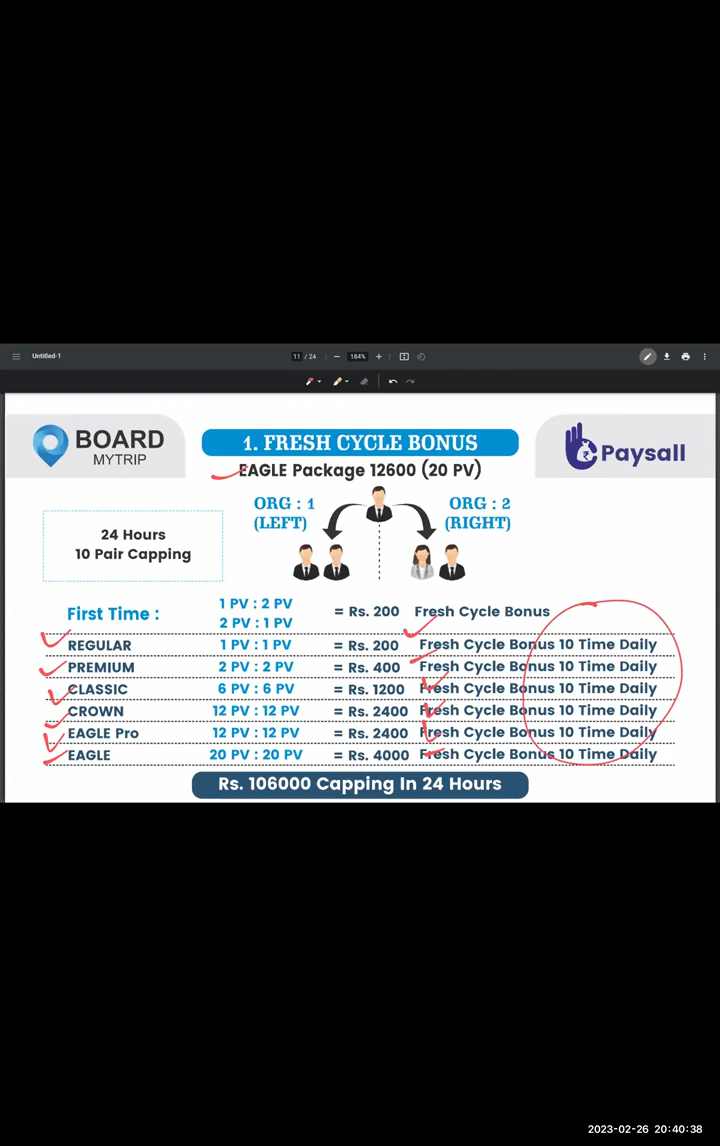 Untitled-1
11 / 24
184%
BOARD
MYTRIP
1. FRESH CYCLE BONUS
Paysall
EAGLE Package 12600 (20 PV)
ORG : 1
(LEFT)
ORG : 2
(RIGHT)
24 Hours
10 Pair Capping
First Time :
1 PV : 2 PV
2 PV : 1 PV
= Rs. 200 Fresh Cycle Bonus
REGULAR 1 PV : 1 PV = Rs. 200 Fresh Cycle Bonus 10 Time Daily
PREMIUM 2 PV : 2 PV = Rs. 400 Fresh Cycle Bonus 10 Time Daily
CLASSIC 6 PV : 6 PV = Rs. 1200 Fresh Cycle Bonus 10 Time Daily
CROWN 12 PV : 12 PV = Rs. 2400 Fresh Cycle Bonus 10 Time Daily
EAGLE Pro 12 PV : 12 PV = Rs. 2400 Fresh Cycle Bonus 10 Time Daily
EAGLE 20 PV : 20 PV = Rs. 4000 Fresh Cycle Bonus 10 Time Daily
Rs. 106000 Capping In 24 Hours
2023-02-26 20:40:38